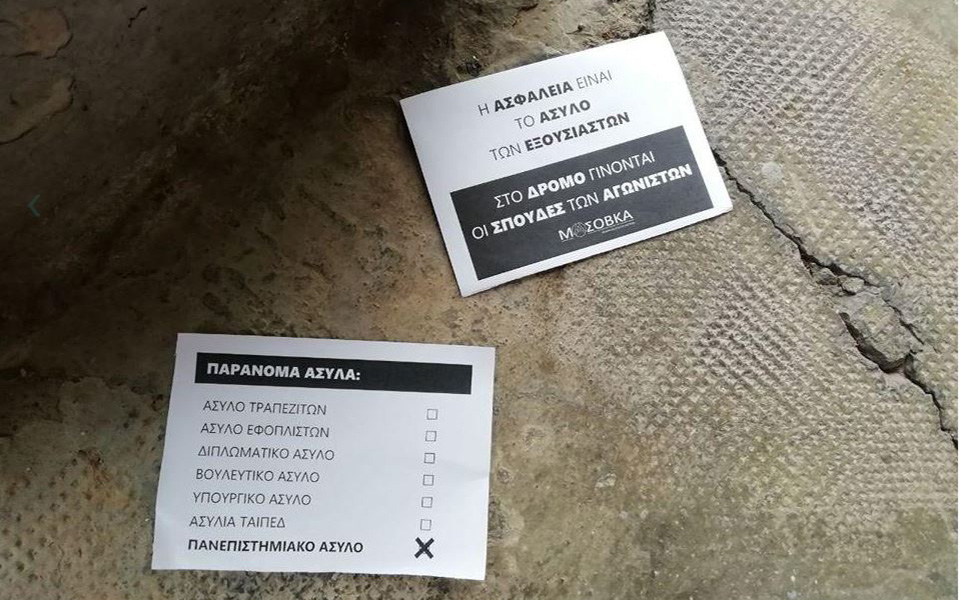 Η ΑΣΦΑΛΕΙΑ ΕΙΝΑΙ
ΤΟ ΑΣΥΛΟ
ΤΩΝ ΕΞΟΥΣΙΑΣΤΩΝ
ΣΤΟ ΔΡΟΜΟ ΓΙΝΟΝΤΑΙ
ΟΙ ΣΠΟΥΔΕΣ ΤΩΝ ΑΓΩΝΙΣΤΩΝ
ΜΑΣΟΒΚΑ
ΠΑΡΑΝΟΜΑ ΑΣΥΛΑ:
ΑΣΥΛΟ ΤΡΑΠΕΖΙΤΩΝ
ΑΣΥΛΟ ΕΦΟΠΛΙΣΤΩΝ
ΔΙΠΛΩΜΑΤΙΚΟ ΑΣΥΛΟ
ΒΟΥΛΕΥΤΙΚΟ ΑΣΥΛΟ
ΥΠΟΥΡΓΙΚΟ ΑΣΥΛΟ
ΑΣΥΛΙΑ ΤΑΙΠΕΔ
ΠΑΝΕΠΙΣΤΗΜΙΑΚΟ ΑΣΥΛΟ